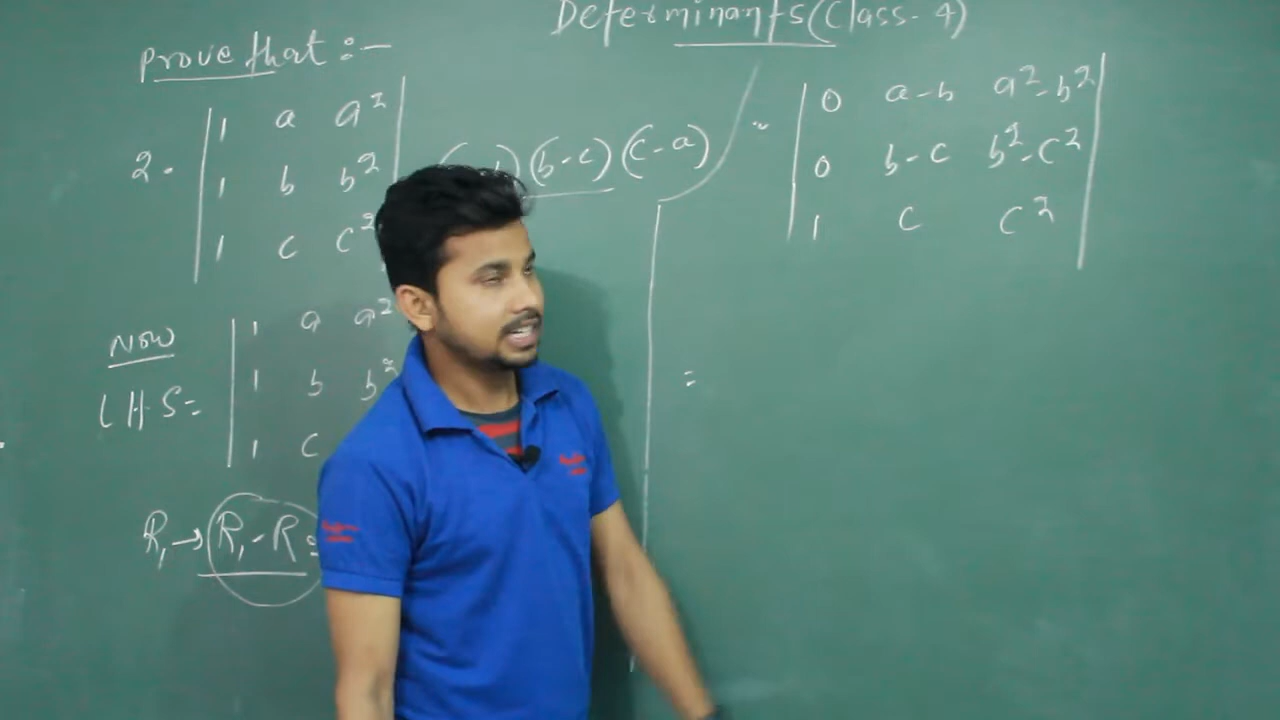 Determinants(Class-4)
Prove that :-
2. | 1 a a² |
| 1 b b² | (b-c)(c-a)
| 1 c c²
Now
LHS= | 1 a a²
| 1 b b²
| 1 c
R₁→R₁-R₂
= | 0 a-b a²-b² |
| 0 b-c b²-c² |
| 1 c c² |
=